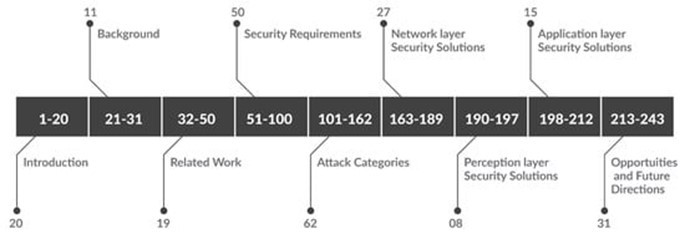 11
50
27
15
Background
Security Requirements
Network layer
Security Solutions
Application layer
Security Solutions
1-20
21-31
32-50
51-100
101-162
163-189
190-197
198-212
213-243
Introduction
Related Work
Attack Categories
Perception layer
Security Solutions
Opportuities
and Future
Directions
20
19
62
08
31